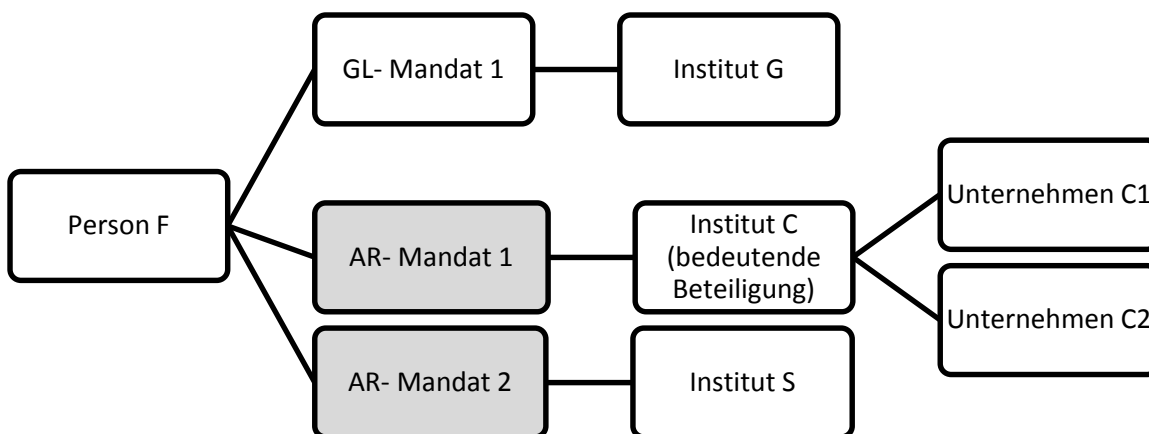 GL- Mandat 1
Institut G
Person F
AR- Mandat 1
Institut C
(bedeutende
Beteiligung)
Unternehmen C1
Unternehmen C2
AR- Mandat 2
Institut S